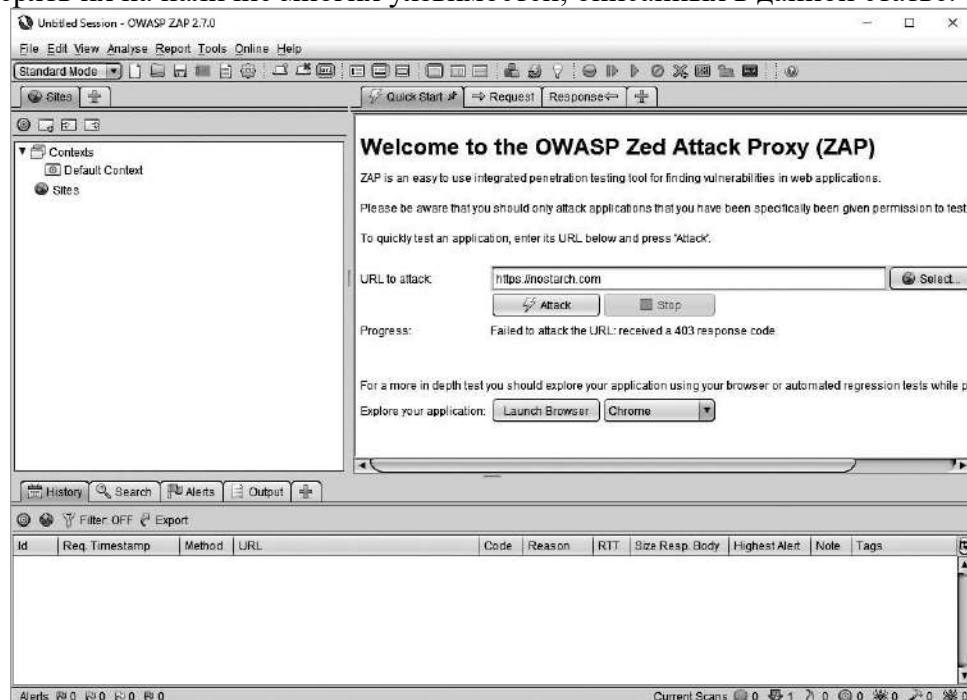 Untitled Session - OWASP ZAP 2.7.0
File Edit View Analyse Report Tools Online Help
Standard Mode
Sites
Quick Start Request Response
Contexts
Default Context
Sites
Welcome to the OWASP Zed Attack Proxy (ZAP)
ZAP is an easy to use integrated penetration testing tool for finding vulnerabilities in web applications.
Please be aware that you should only attack applications that you have been specifically been given permission to test
To quickly test an application, enter its URL below and press 'Attack'.
URL to attack: https://nostarch.com Select...
Attack Stop
Progress: Failed to attack the URL: received a 403 response code
For a more in depth test you should explore your application using your browser or automated regression tests while p
Explore your application: Launch Browser Chrome
History Search Alerts Output
Filter: OFF Export
Id Req. Timestamp Method URL Code Reason RTT Size Resp. Body Highest Alert Note Tags
Alerts 0 0 0 0 Current Scans 0 1 0 0 0 0 0